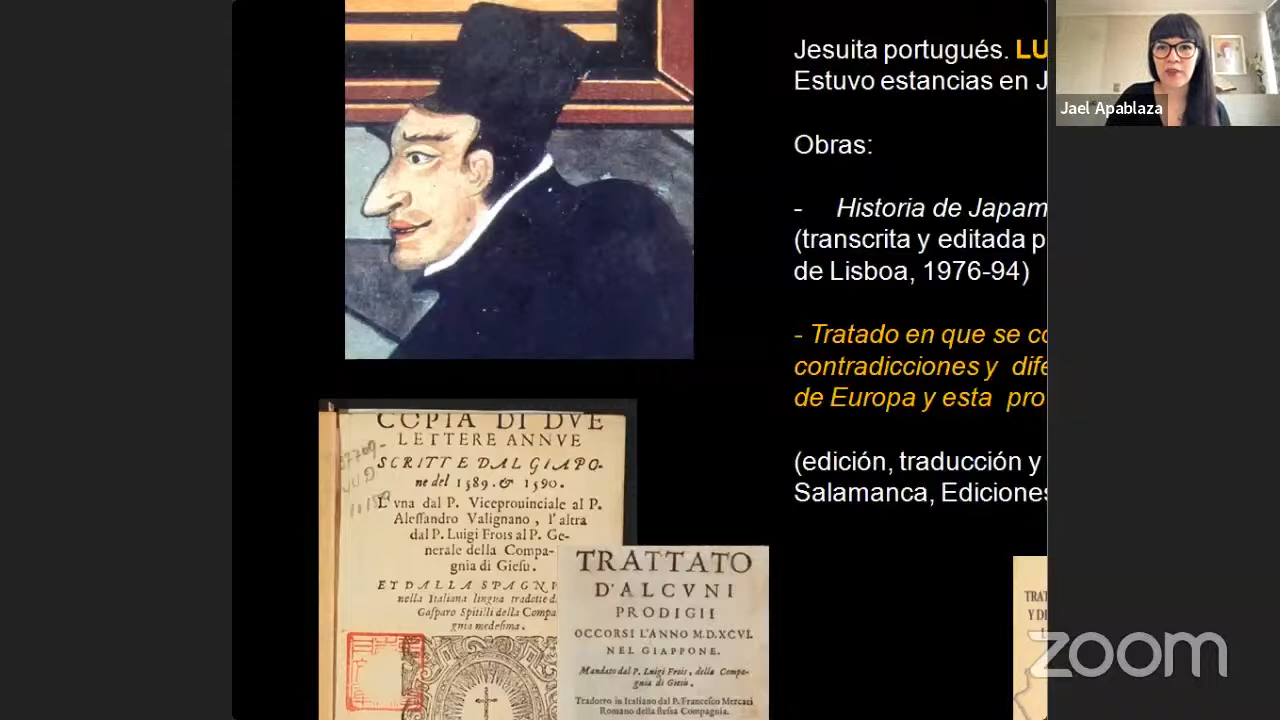 Jesuita portugués. LU
Estuvo estancias en J
Obras:
- Historia de Japam
(transcrita y editada p
de Lisboa, 1976-94)
- Tratado en que se co
contradicciones y dife
de Europa y esta pro
(edición, traducción y
Salamanca, Ediciones
Jael Apablaza
COPIA DI DVE
LETTERE ANNVE
SCRITTE DAL GIAPO-
ne del 1589. & 1590.
L'vna dal P. Viceprouinciale al P.
Alessandro Valignano, l'altra
dal P. Luigi Frois al P. Ge-
nerale della Compa-
gnia di Giesu.
ET DALLA SPAGN
nella Italiana lingua tradotte d
Gasparo Spitilli della Compa
gnia medesima.
TRATTATO
D'ALCVNI
PRODIGII
OCCORSI L'ANNO M.D.XCVI.
NEL GIAPPONE.
Mandato dal P. Luigi Frois, della Compa-
gnia di Giesù.
Tradotto in Italiano dal P. Francesco Mercati
Romano della stessa Compagnia.
TRAT
Y DI
zoom